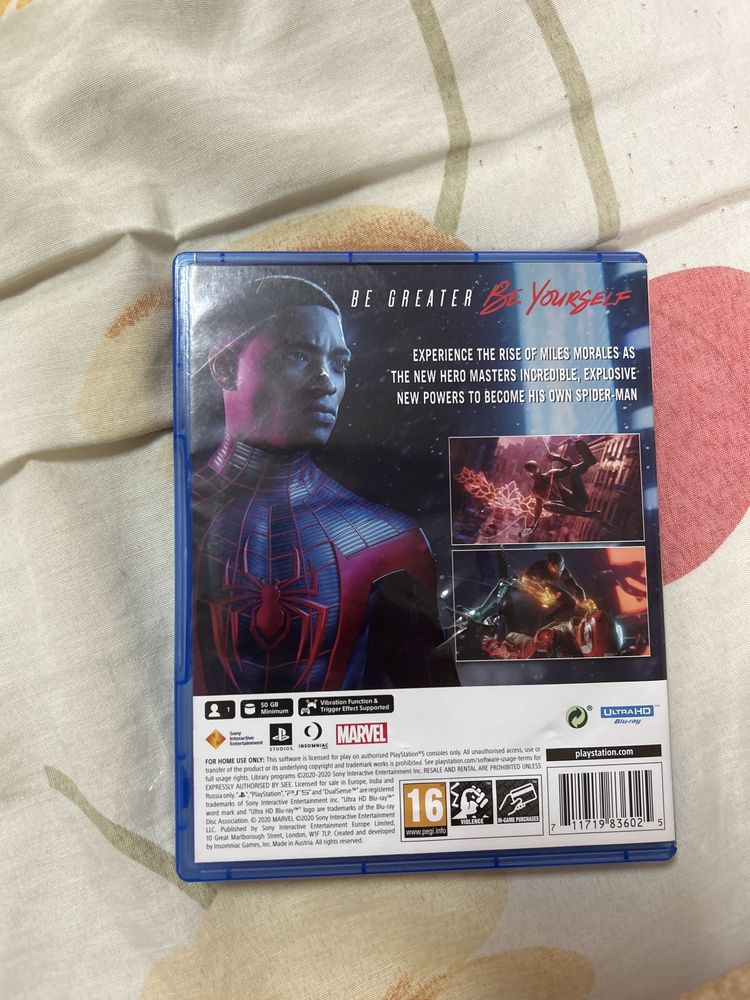 BE GREATER BE YOURSELF
EXPERIENCE THE RISE OF MILES MORALES AS
THE NEW HERO MASTERS INCREDIBLE, EXPLOSIVE
NEW POWERS TO BECOME HIS OWN SPIDER-MAN
1
50 GB
Minimum
Vibration Function &
Trigger Effect Supported
ULTRA HD
Blu-ray™
Sony
Interactive
Entertainment
STUDIOS
INSOMNIAC
MARVEL
playstation.com
FOR HOME USE ONLY: This software is licensed for play on authorised PlayStation®5 consoles only. All unauthorised access, use or
transfer of the product or its underlying copyright and trademark works is prohibited. See playstation.com/software-usage-terms for
full usage rights. Library programs ©2020-2020 Sony Interactive Entertainment Inc. RESALE AND RENTAL ARE PROHIBITED UNLESS
EXPRESSLY AUTHORISED BY SIEE. Licensed for sale in Europe, India and
Russia only. "PlayStation", "PS5" and "DualSense" are registered
trademarks of Sony Interactive Entertainment Inc. "Ultra HD Blu-ray™"
word mark and "Ultra HD Blu-ray™" logo are trademarks of the Blu-ray
Disc Association. © 2020 MARVEL ©2020 Sony Interactive Entertainment
LLC. Published by Sony Interactive Entertainment Europe Limited,
10 Great Marlborough Street, London, W1F 7LP. Created and developed
by Insomniac Games, Inc. Made in Austria. All rights reserved.
16
www.pegi.info
VIOLENCE
IN-GAME PURCHASES
7 11719 83602 5